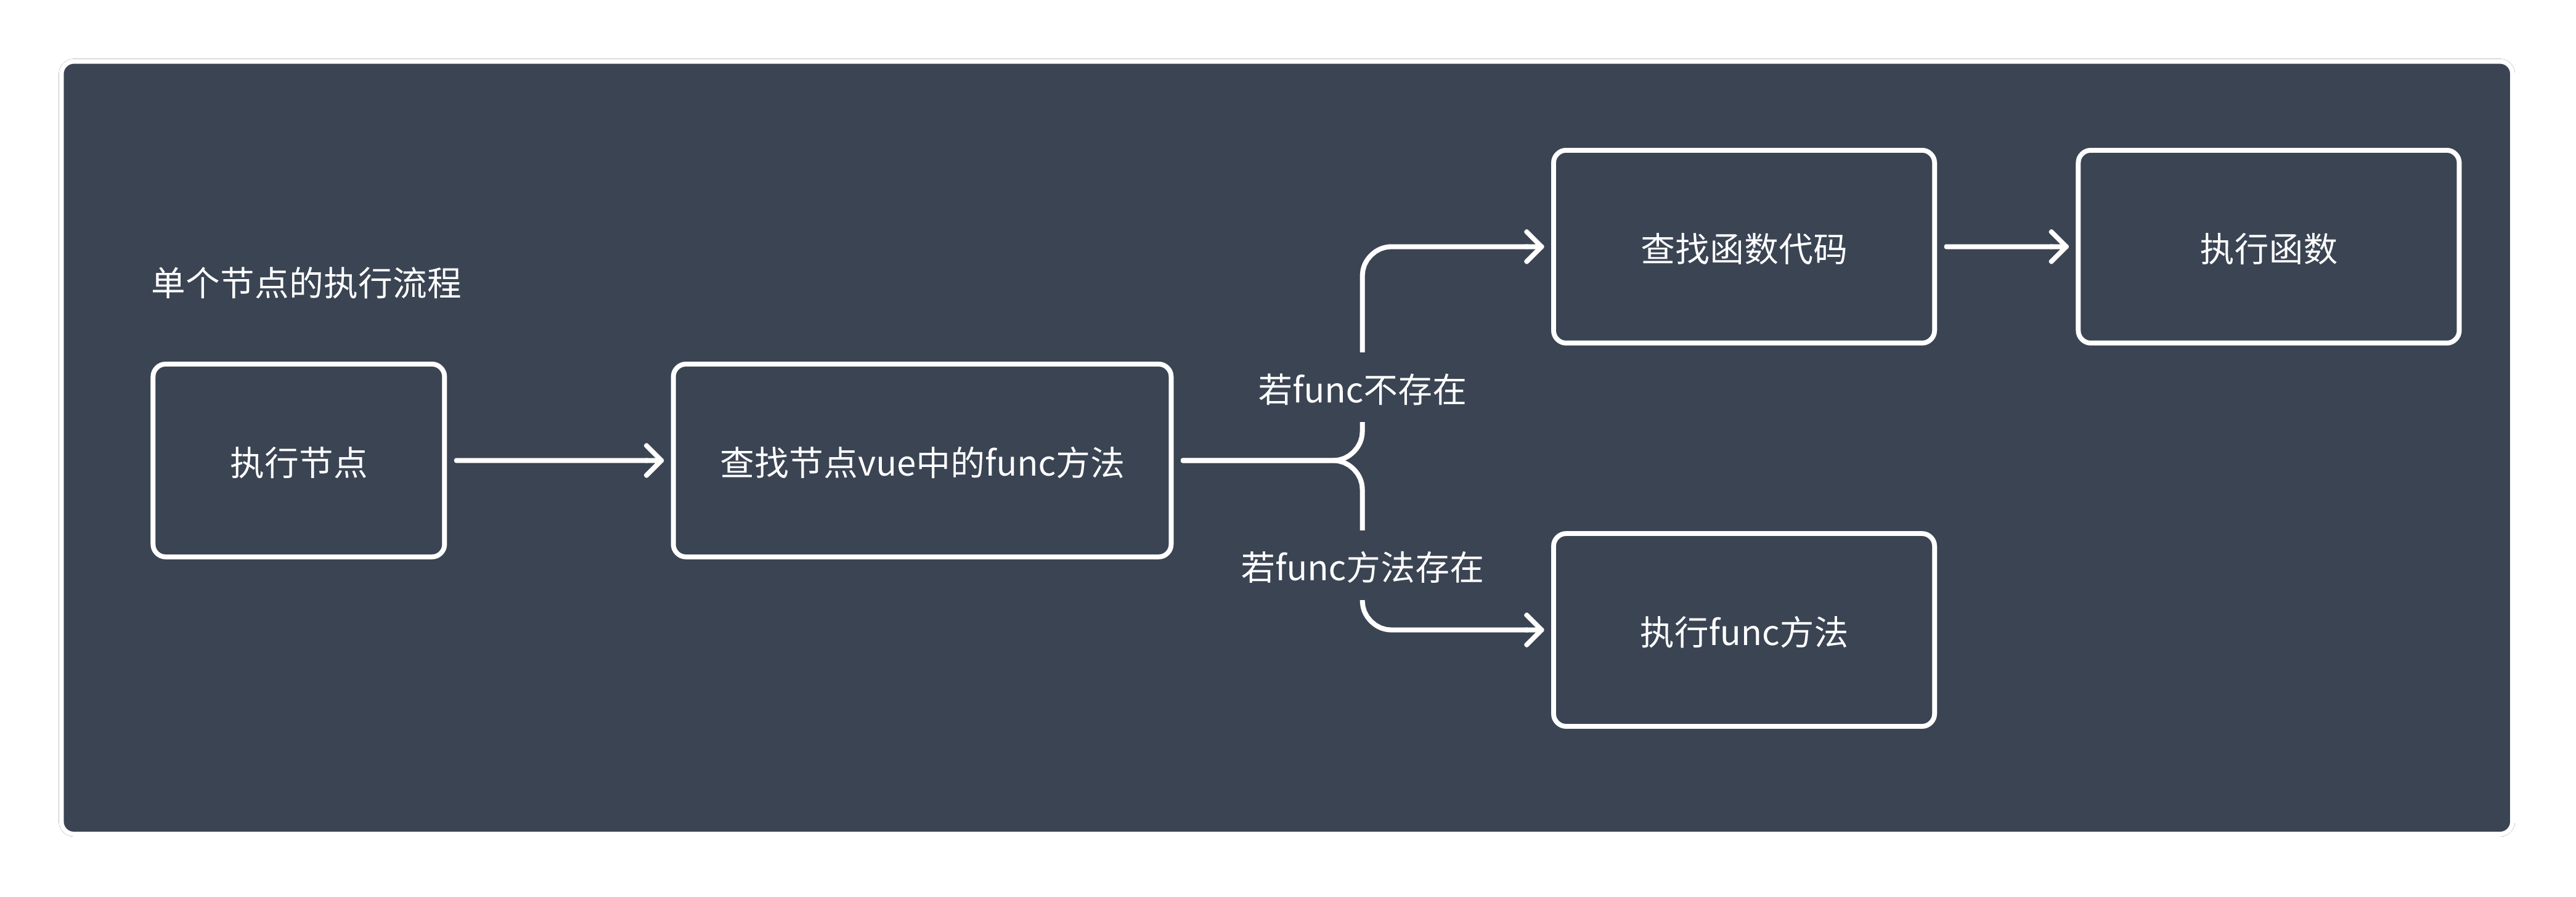 单个节点的执行流程
执行节点
查找节点vue中的func方法
若func不存在
查找函数代码
执行函数
若func方法存在
执行func方法